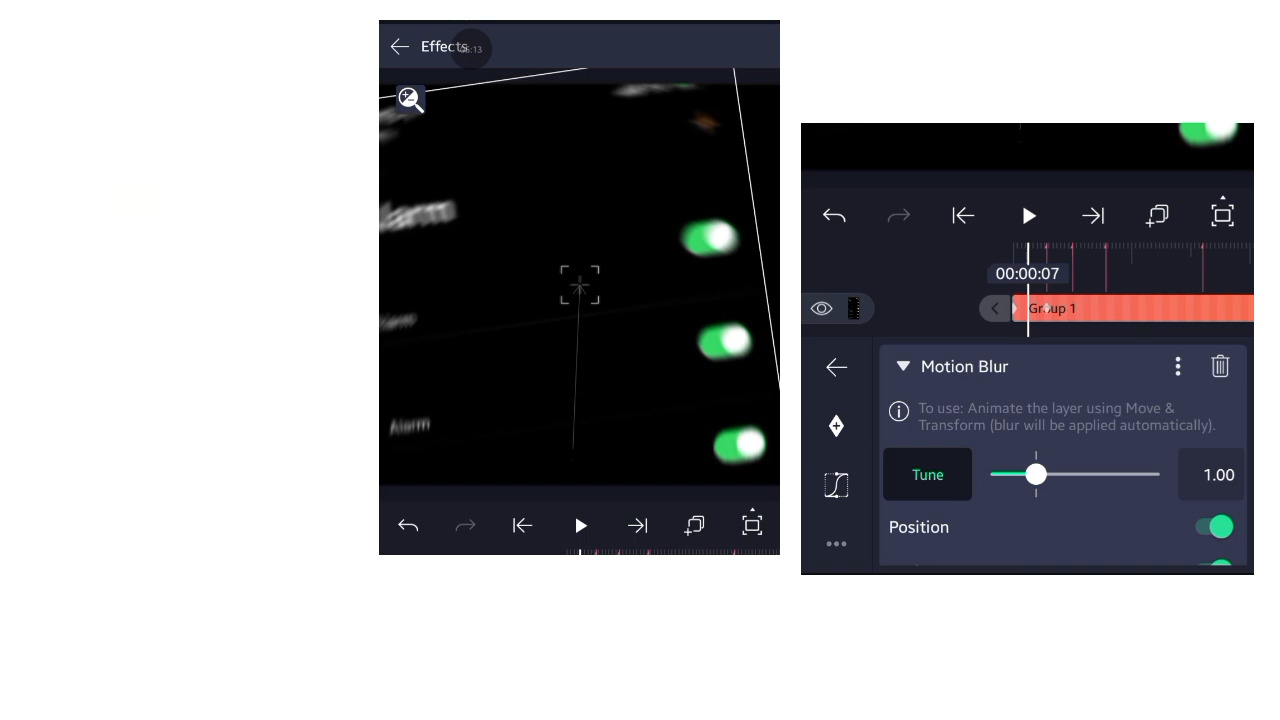 Effects
Alarm
00:00:07
Group 1
Motion Blur
To use: Animate the layer using Move &
Transform (blur will be applied automatically).
Tune
1.00
Position